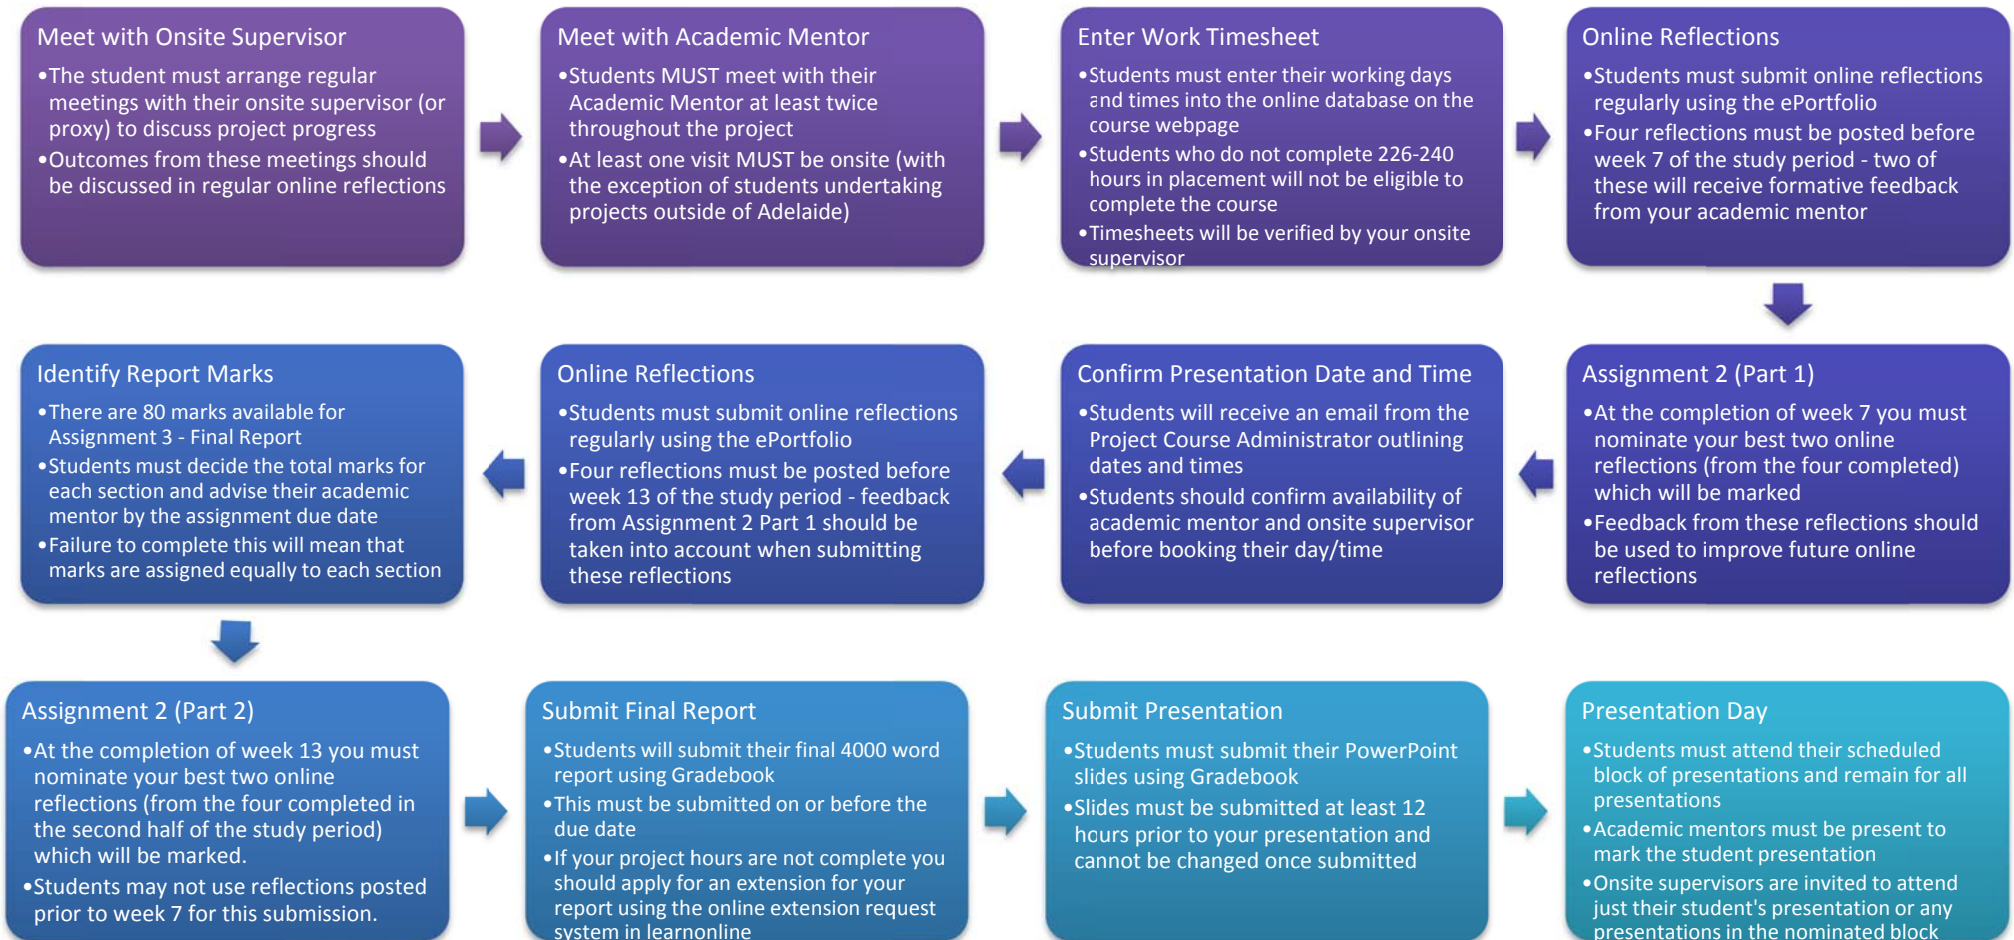 Meet with Onsite Supervisor
•The student must arrange regular
meetings with their onsite supervisor (or
proxy) to discuss project progress
•Outcomes from these meetings should
be discussed in regular online reflections
Meet with Academic Mentor
•Students MUST meet with their
Academic Mentor at least twice
throughout the project
•At least one visit MUST be onsite (with
the exception of students undertaking
projects outside of Adelaide)
Enter Work Timesheet
•Students must enter their working days
and times into the online database on the
course webpage
•Students who do not complete 226-240
hours in placement will not be eligible to
complete the course
•Timesheets will be verified by your onsite
supervisor
Online Reflections
•Students must submit online reflections
regularly using the ePortfolio
•Four reflections must be posted before
week 7 of the study period - two of
these will receive formative feedback
from your academic mentor
Assignment 2 (Part 1)
•At the completion of week 7 you must
nominate your best two online
reflections (from the four completed)
which will be marked
•Feedback from these reflections should
be used to improve future online
reflections
Confirm Presentation Date and Time
•Students will receive an email from the
Project Course Administrator outlining
dates and times
•Students should confirm availability of
academic mentor and onsite supervisor
before booking their day/time
Online Reflections
•Students must submit online reflections
regularly using the ePortfolio
•Four reflections must be posted before
week 13 of the study period - feedback
from Assignment 2 Part 1 should be
taken into account when submitting
these reflections
Identify Report Marks
•There are 80 marks available for
Assignment 3 - Final Report
•Students must decide the total marks for
each section and advise their academic
mentor by the assignment due date
•Failure to complete this will mean that
marks are assigned equally to each section
Assignment 2 (Part 2)
•At the completion of week 13 you must
nominate your best two online
reflections (from the four completed in
the second half of the study period)
which will be marked.
•Students may not use reflections posted
prior to week 7 for this submission.
Submit Final Report
•Students will submit their final 4000 word
report using Gradebook
•This must be submitted on or before the
due date
•If your project hours are not complete you
should apply for an extension for your
report using the online extension request
system in learnonline
Submit Presentation
•Students must submit their PowerPoint
slides using Gradebook
•Slides must be submitted at least 12
hours prior to your presentation and
cannot be changed once submitted
Presentation Day
•Students must attend their scheduled
block of presentations and remain for all
presentations
•Academic mentors must be present to
mark the student presentation
•Onsite supervisors are invited to attend
just their student's presentation or any
presentations in the nominated block